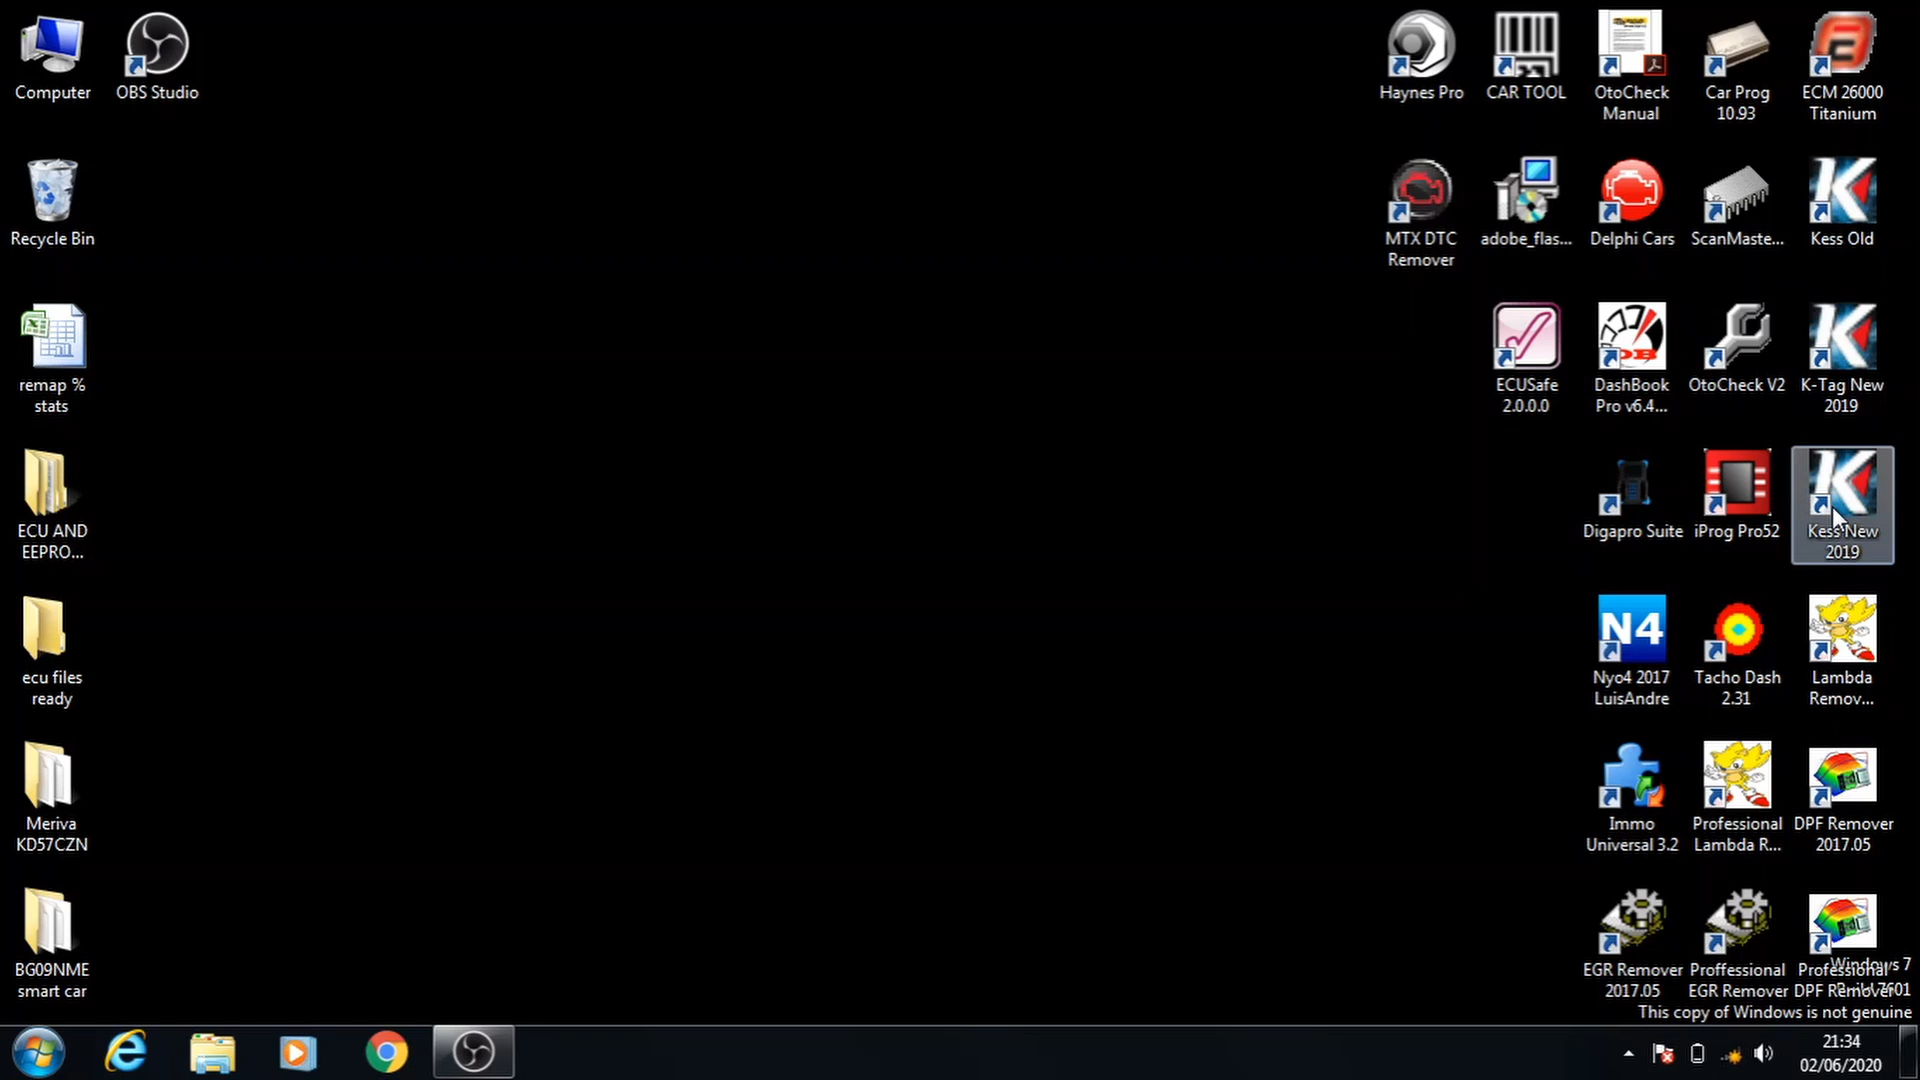 Computer
OBS Studio
Haynes Pro
CAR TOOL
OtoCheck
Manual
Car Prog
10.93
ECM 26000
Titanium
Recycle Bin
MTX DTC
Remover
adobe_flas...
Delphi Cars
ScanMaste...
Kess Old
remap %
stats
ECUSafe
2.0.0.0
DB
DashBook
Pro v6.4...
OtoCheck V2
K-Tag New
2019
ECU AND
EEPRO...
Digapro Suite
iProg Pro52
Kess New
2019
ecu files
ready
N4
Nyo4 2017
LuisAndre
Tacho Dash
2.31
Lambda
Remov...
Meriva
KD57CZN
Immo
Universal 3.2
Professional
Lambda R...
DPF Remover
2017.05
BG09NME
smart car
EGR Remover
2017.05
Proffessional
EGR Remover
Professional
DPF Remover
Windows 7
Build 7601
This copy of Windows is not genuine
21:34
02/06/2020